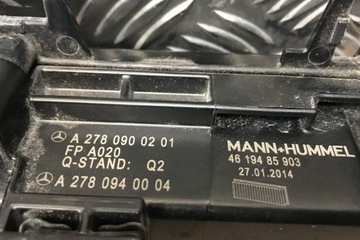 A 278 090 02 01
FP A020
Q-STAND: Q2
A 278 094 00 04
MANN+HUMMEL
46 194 85 903
27.01.2014